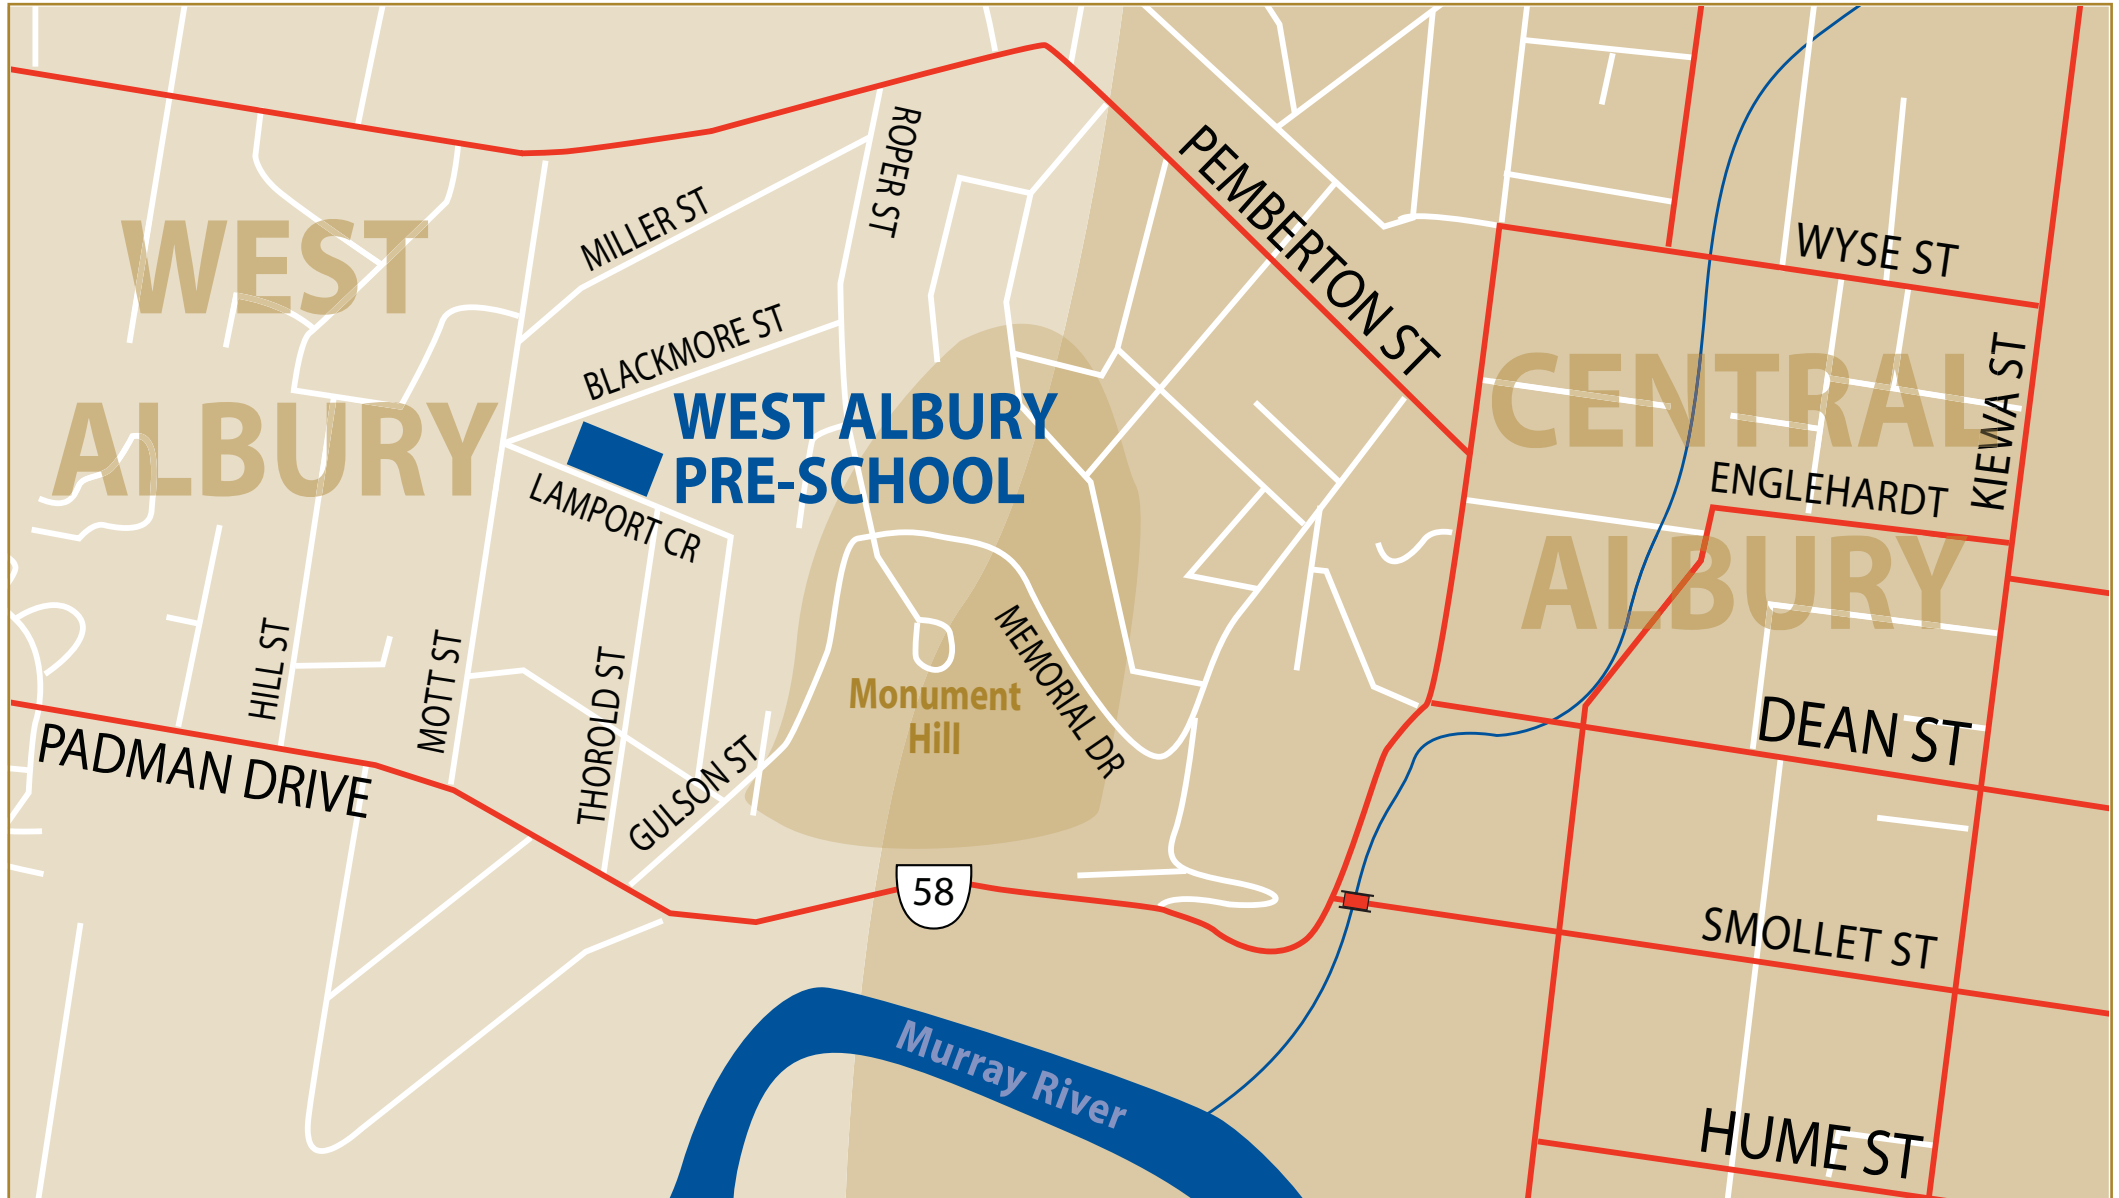 ROPER ST
PEMBERTON ST
MILLER ST
WYSE ST
WEST
ALBURY
BLACKMORE ST
WEST ALBURY
PRE-SCHOOL
CENTRAL
ALBURY
KIEWA ST
ENGLEHARDT
LAMPORT CR
HILL ST
MOTT ST
THOROLD ST
MEMORIAL DR
Monument
Hill
DEAN ST
PADMAN DRIVE
GULSON ST
58
SMOLLET ST
Murray River
HUME ST